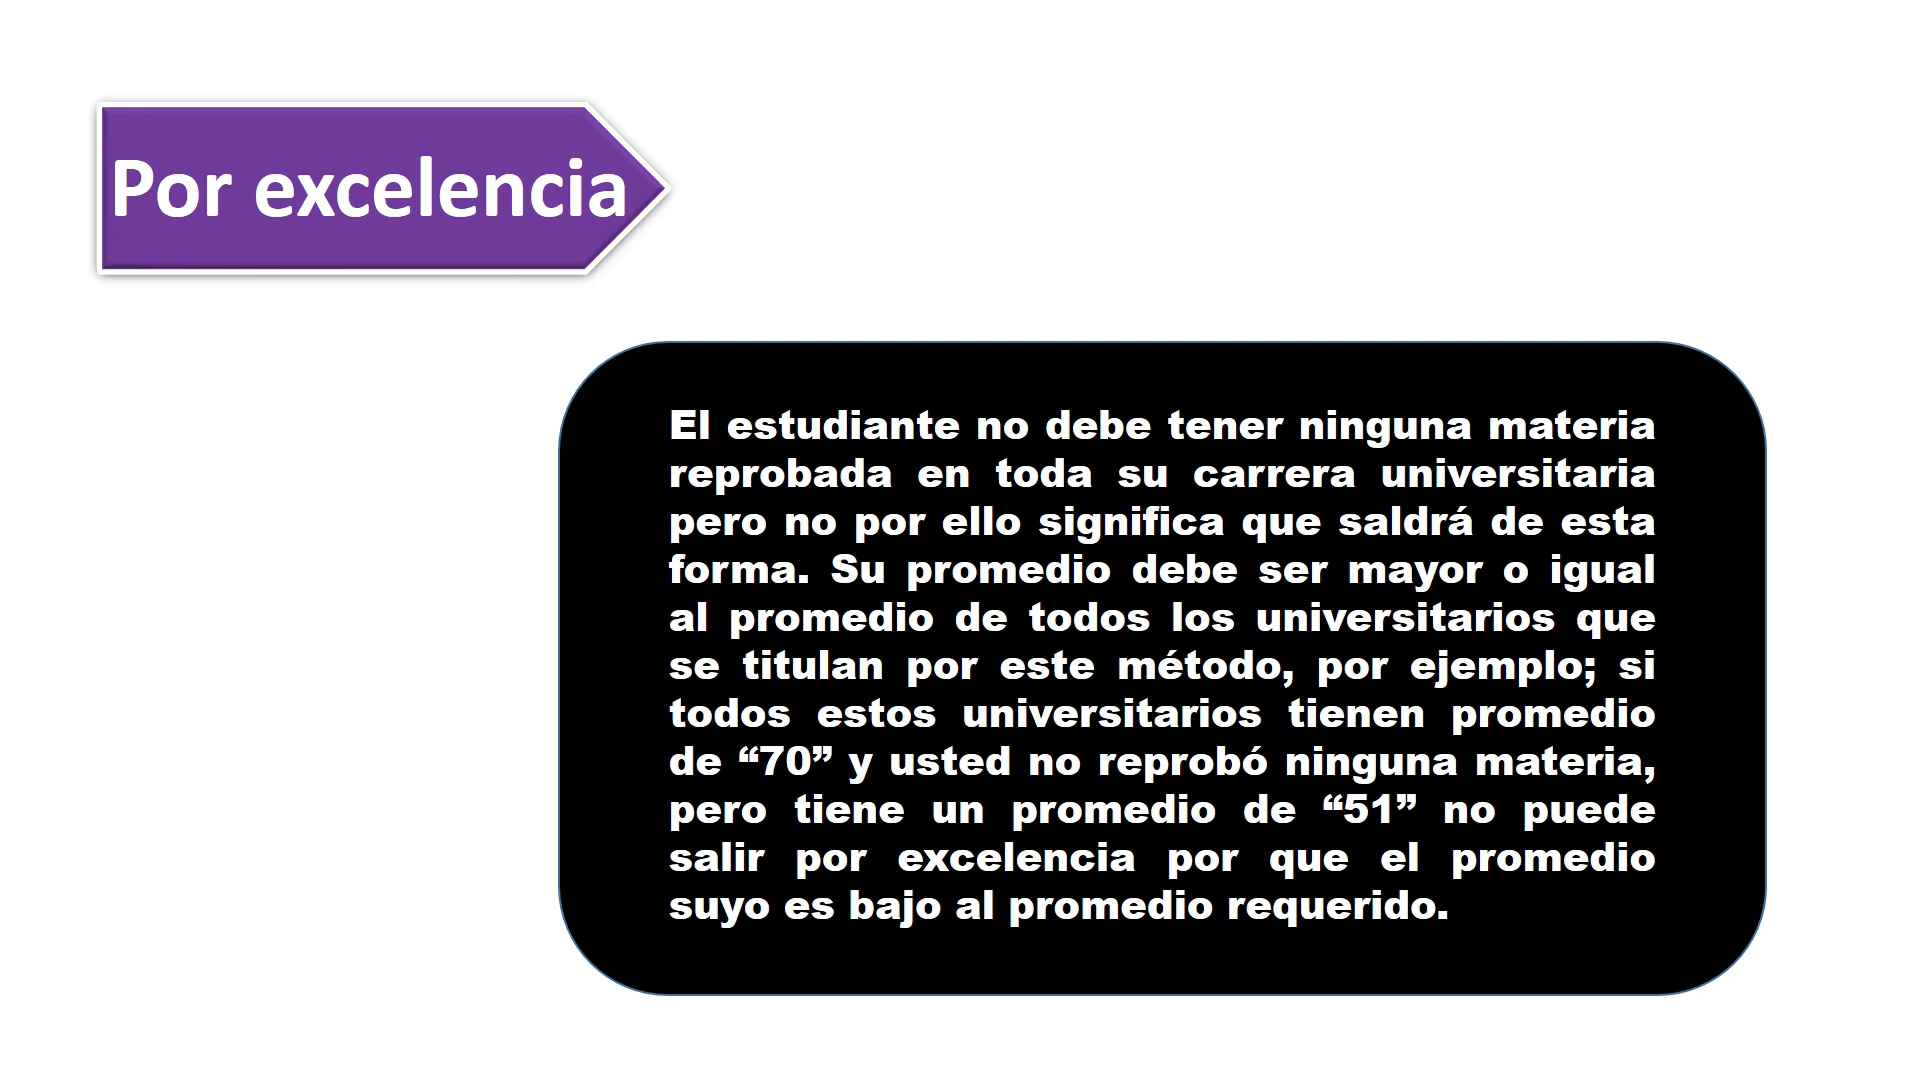 Por excelencia
El estudiante no debe tener ninguna materia
reprobada en toda su carrera universitaria
pero no por ello significa que saldrá de esta
forma. Su promedio debe ser mayor o igual
al promedio de todos los universitarios que
se titulan por este método, por ejemplo; si
todos estos universitarios tienen promedio
de “70” y usted no reprobó ninguna materia,
pero tiene un promedio de “51” no puede
salir por excelencia por que el promedio
suyo es bajo al promedio requerido.